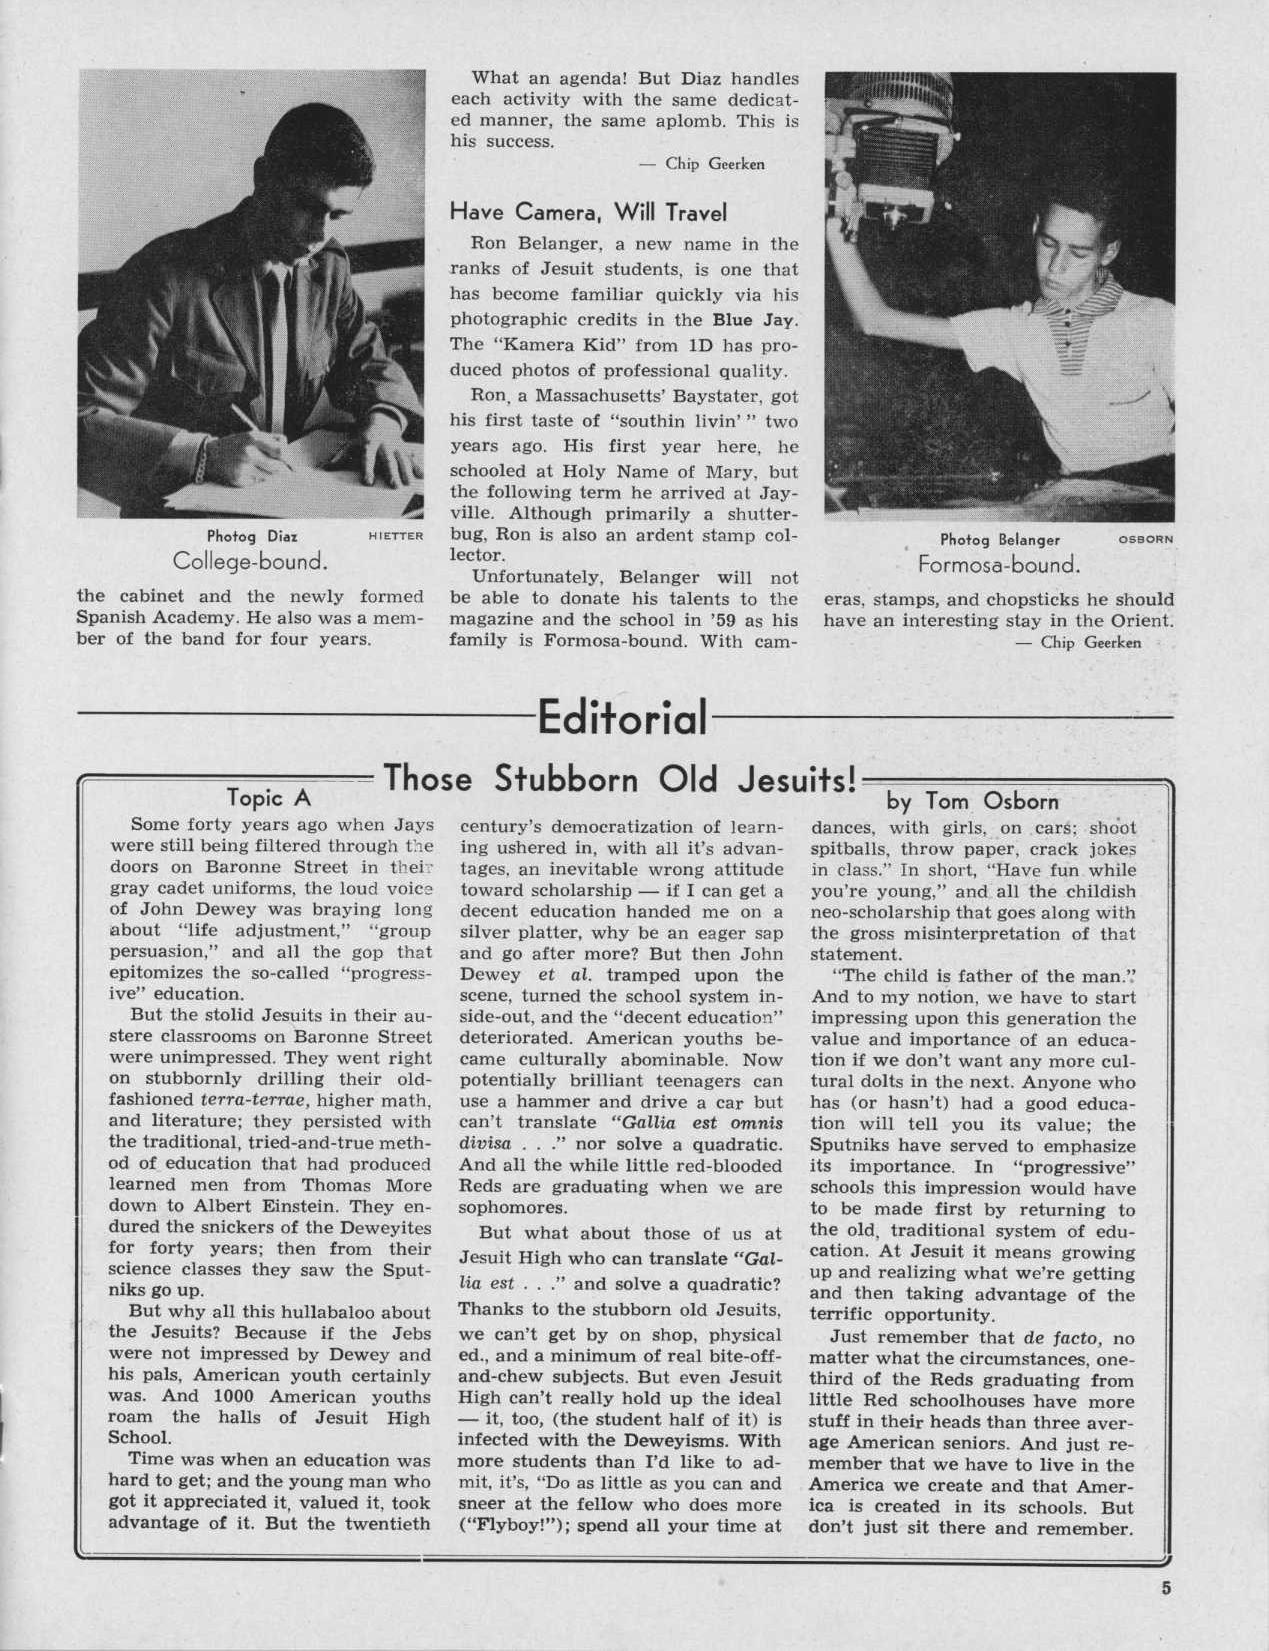 Photog Diaz
HIETTER
College-bound.
the cabinet and the newly formed
Spanish Academy. He also was a mem-
ber of the band for four years.
What an agenda! But Diaz handles
each activity with the same dedicat-
ed manner, the same aplomb. This is
his success.
— Chip Geerken
Have Camera, Will Travel
Ron Belanger, a new name in the
ranks of Jesuit students, is one that
has become familiar quickly via his
photographic credits in the Blue Jay.
The “Kamera Kid” from 1D has pro-
duced photos of professional quality.
Ron, a Massachusetts’ Baystater, got
his first taste of “southin livin’ ” two
years ago. His first year here, he
schooled at Holy Name of Mary, but
the following term he arrived at Jay-
ville. Although primarily a shutter-
bug, Ron is also an ardent stamp col-
lector.
Unfortunately, Belanger will not
be able to donate his talents to the
magazine and the school in ’59 as his
family is Formosa-bound. With cam-
Photog Belanger
OSBORN
Formosa-bound.
eras, stamps, and chopsticks he should
have an interesting stay in the Orient.
— Chip Geerken
Editorial
Those Stubborn Old Jesuits!
Topic A
by Tom Osborn
Some forty years ago when Jays
were still being filtered through the
doors on Baronne Street in their
gray cadet uniforms, the loud voice
of John Dewey was braying long
about “life adjustment,” “group
persuasion,” and all the gop that
epitomizes the so-called “progress-
ive” education.
But the stolid Jesuits in their au-
stere classrooms on Baronne Street
were unimpressed. They went right
on stubbornly drilling their old-
fashioned terra-terrae, higher math,
and literature; they persisted with
the traditional, tried-and-true meth-
od of education that had produced
learned men from Thomas More
down to Albert Einstein. They en-
dured the snickers of the Deweyites
for forty years; then from their
science classes they saw the Sput-
niks go up.
But why all this hullabaloo about
the Jesuits? Because if the Jebs
were not impressed by Dewey and
his pals, American youth certainly
was. And 1000 American youths
roam the halls of Jesuit High
School.
Time was when an education was
hard to get; and the young man who
got it appreciated it, valued it, took
advantage of it. But the twentieth
century’s democratization of learn-
ing ushered in, with all it’s advan-
tages, an inevitable wrong attitude
toward scholarship — if I can get a
decent education handed me on a
silver platter, why be an eager sap
and go after more? But then John
Dewey et al. tramped upon the
scene, turned the school system in-
side-out, and the “decent education”
deteriorated. American youths be-
came culturally abominable. Now
potentially brilliant teenagers can
use a hammer and drive a car but
can’t translate “Gallia est omnis
divisa . . .” nor solve a quadratic.
And all the while little red-blooded
Reds are graduating when we are
sophomores.
But what about those of us at
Jesuit High who can translate “Gal-
lia est . . .” and solve a quadratic?
Thanks to the stubborn old Jesuits,
we can’t get by on shop, physical
ed., and a minimum of real bite-off-
and-chew subjects. But even Jesuit
High can’t really hold up the ideal
— it, too, (the student half of it) is
infected with the Deweyisms. With
more students than I’d like to ad-
mit, it’s, “Do as little as you can and
sneer at the fellow who does more
(“Flyboy!”); spend all your time at
dances, with girls, on cars; shoot
spitballs, throw paper, crack jokes
in class.” In short, “Have fun while
you’re young,” and all the childish
neo-scholarship that goes along with
the gross misinterpretation of that
statement.
“The child is father of the man.”
And to my notion, we have to start
impressing upon this generation the
value and importance of an educa-
tion if we don’t want any more cul-
tural dolts in the next. Anyone who
has (or hasn’t) had a good educa-
tion will tell you its value; the
Sputniks have served to emphasize
its importance. In “progressive”
schools this impression would have
to be made first by returning to
the old, traditional system of edu-
cation. At Jesuit it means growing
up and realizing what we’re getting
and then taking advantage of the
terrific opportunity.
Just remember that de facto, no
matter what the circumstances, one-
third of the Reds graduating from
little Red schoolhouses have more
stuff in their heads than three aver-
age American seniors. And just re-
member that we have to live in the
America we create and that Amer-
ica is created in its schools. But
don’t just sit there and remember.
5